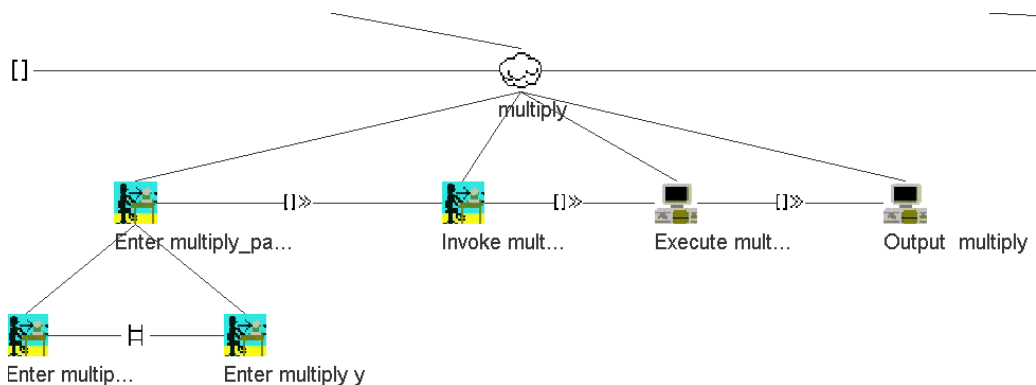 []
multiply
[]»
[]»
[]»
Enter multiply_pa...
Invoke mult...
Execute mult...
Output multiply
Enter multip...
Enter multiply y